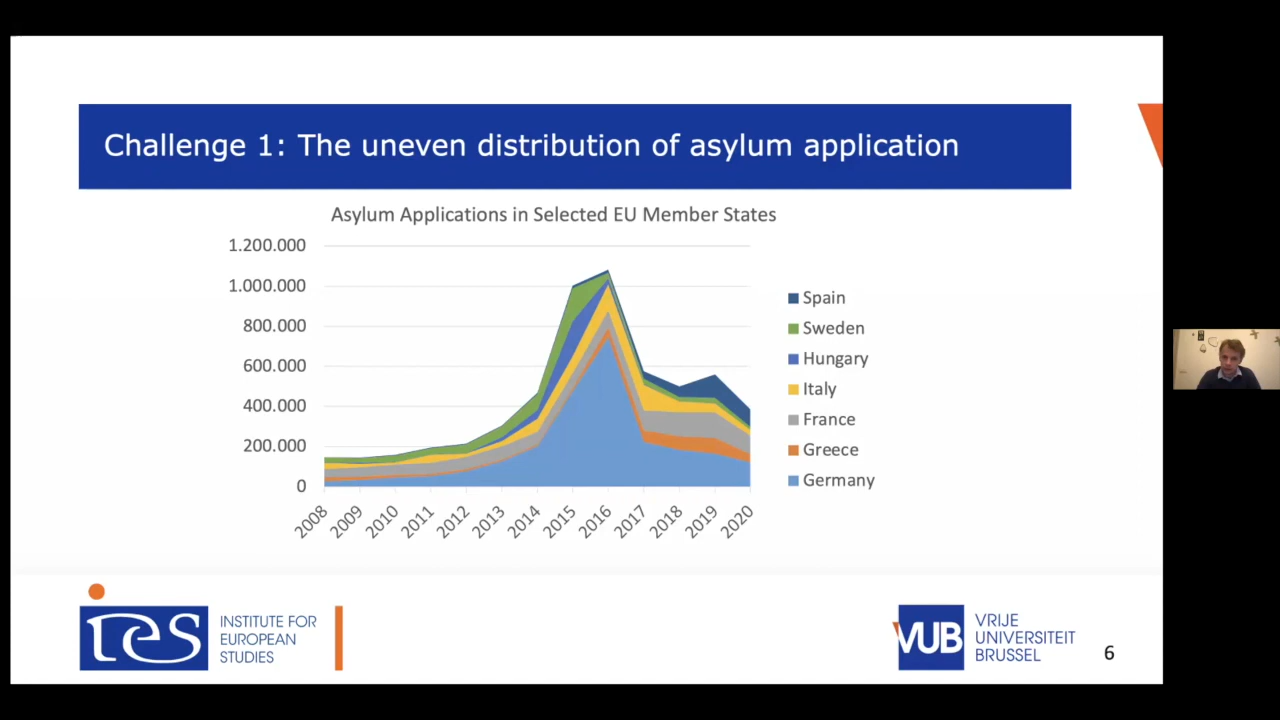 Challenge 1: The uneven distribution of asylum application
Asylum Applications in Selected EU Member States
1.200.000
1.000.000
800.000
600.000
400.000
200.000
0
2008
2009
2010
2011
2012
2013
2014
2015
2016
2017
2018
2019
2020
Spain
Sweden
Hungary
Italy
France
Greece
Germany
ies
INSTITUTE FOR
EUROPEAN
STUDIES
VUB
VRIJE
UNIVERSITEIT
BRUSSEL
6